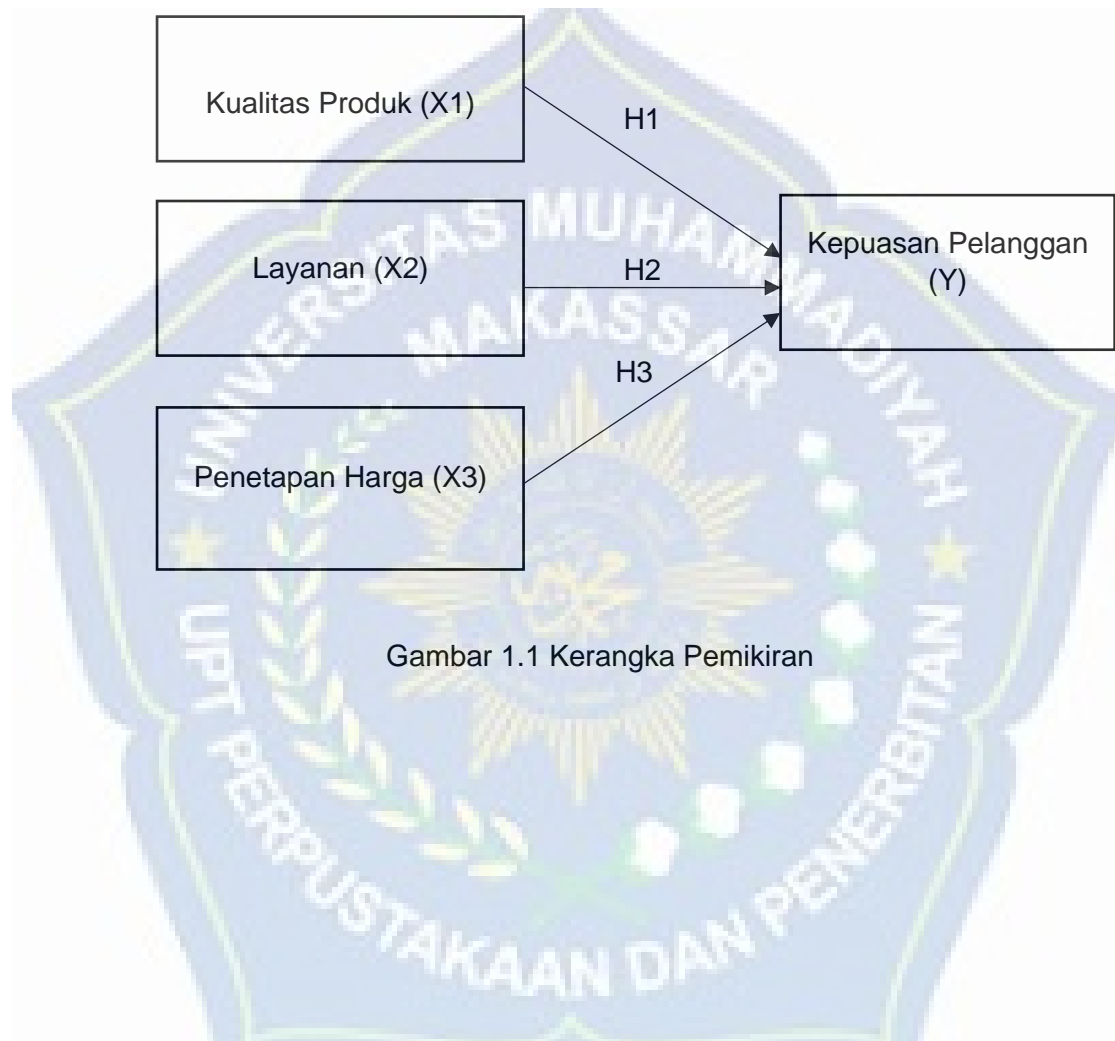 Kualitas Produk (X1)
H1
Layanan (X2)
H2
Kepuasan Pelanggan
(Y)
H3
Penetapan Harga (X3)
Gambar 1.1 Kerangka Pemikiran
UNIVERSITAS MUHAMMADIYAH
MAKASSAR
UPT PERPUSTAKAAN DAN PENERBITAN